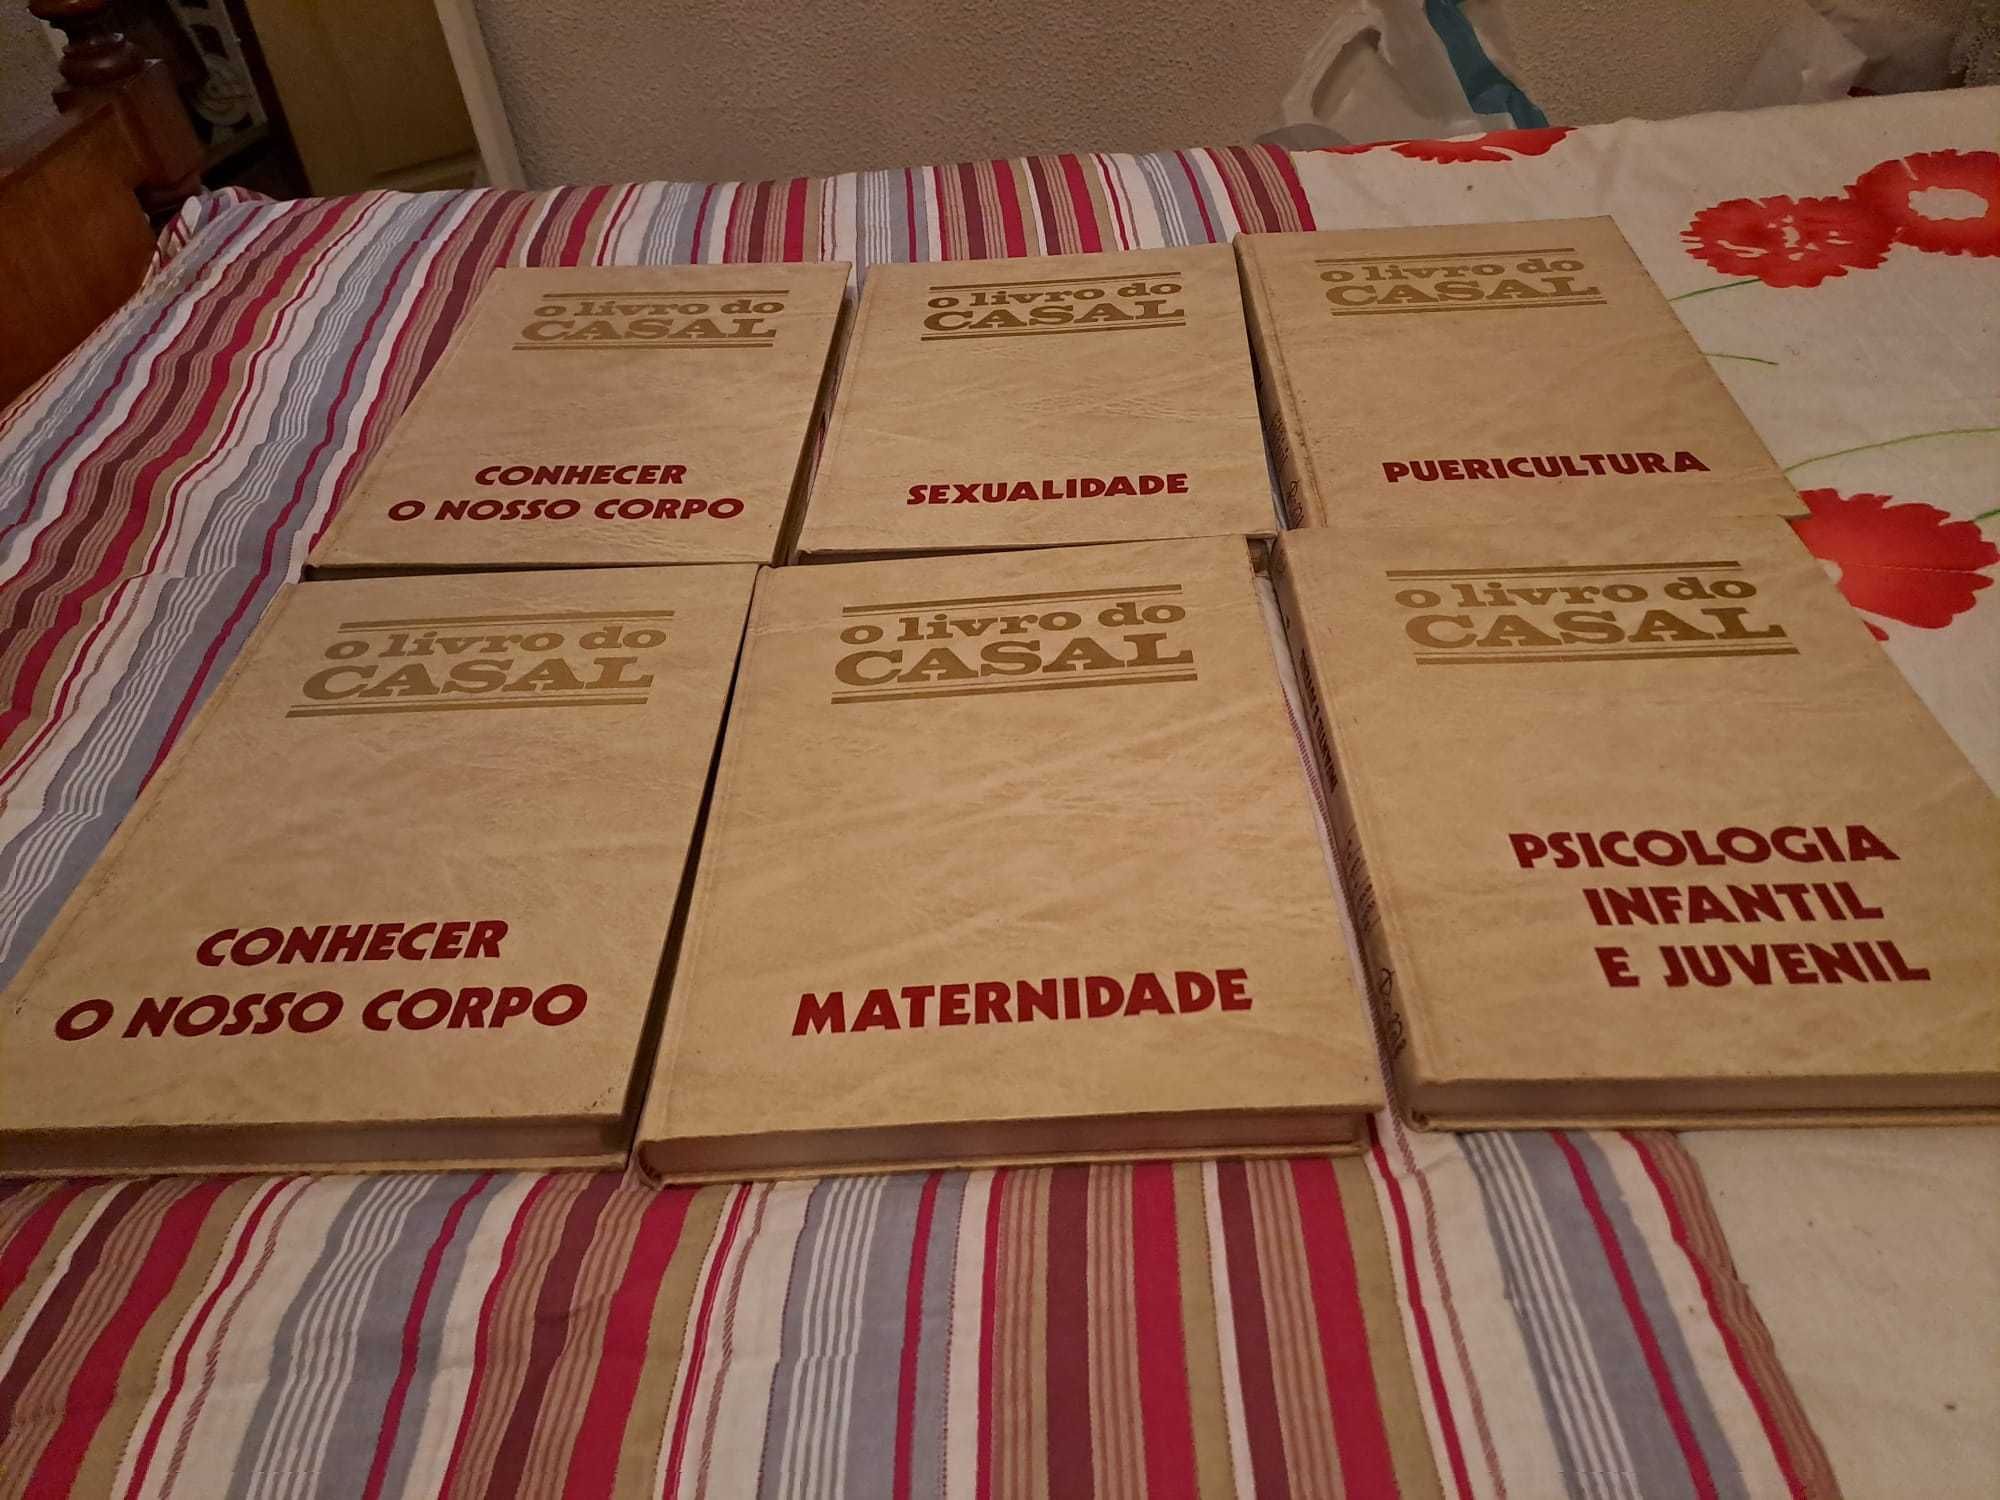 o livro do
CASAL
CONHECER
O NOSSO CORPO
o livro do
CASAL
SEXUALIDADE
o livro do
CASAL
PUERICULTURA
o livro do
CASAL
CONHECER
O NOSSO CORPO
o livro do
CASAL
MATERNIDADE
o livro do
CASAL
PSICOLOGIA
INFANTIL
E JUVENIL